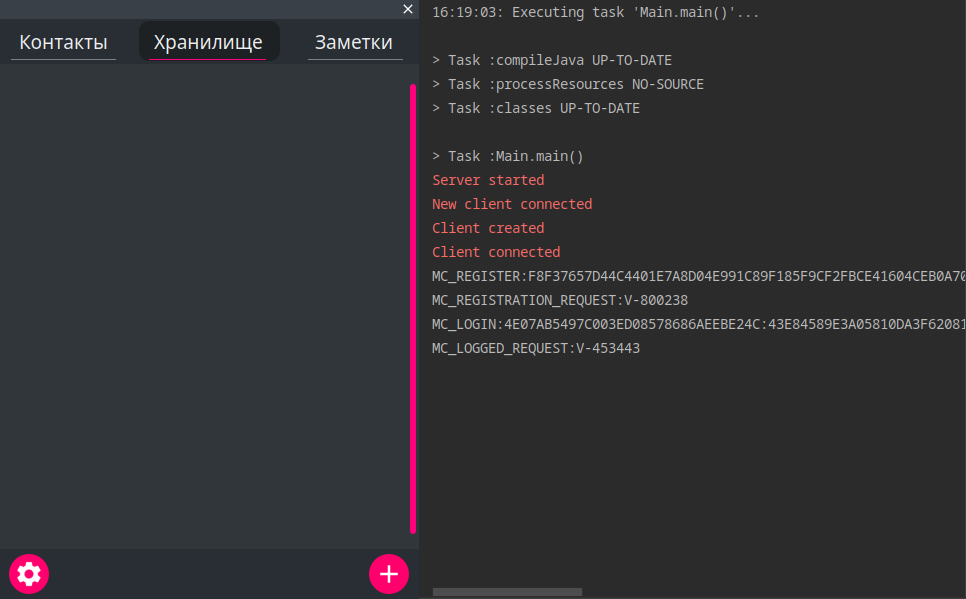 Контакты
Хранилище
Заметки
16:19:03: Executing task 'Main.main()'...
> Task :compileJava UP-TO-DATE
> Task :processResources NO-SOURCE
> Task :classes UP-TO-DATE
> Task :Main.main()
Server started
New client connected
Client created
Client connected
MC_REGISTER:F8F37657D44C4401E7A8D04E991C89F185F9CF2FBCE41604CEB0A70
MC_REGISTRATION_REQUEST:V-800238
MC_LOGIN:4E07AB5497C003ED08578686AEEBE24C:43E84589E3A05810DA3F62081
MC_LOGGED_REQUEST:V-453443